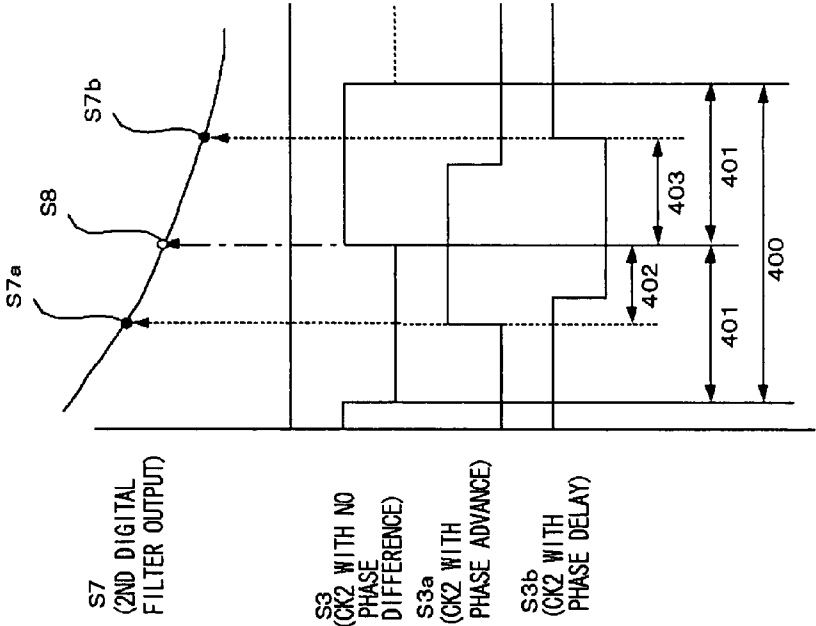 S7a
S8
S7b
S7
(2ND DIGITAL
FILTER OUTPUT)
S3
(CK2 WITH NO
PHASE
DIFFERENCE)
S3a
(CK2 WITH
PHASE ADVANCE)
S3b
(CK2 WITH
PHASE DELAY)
402
403
401
401
400